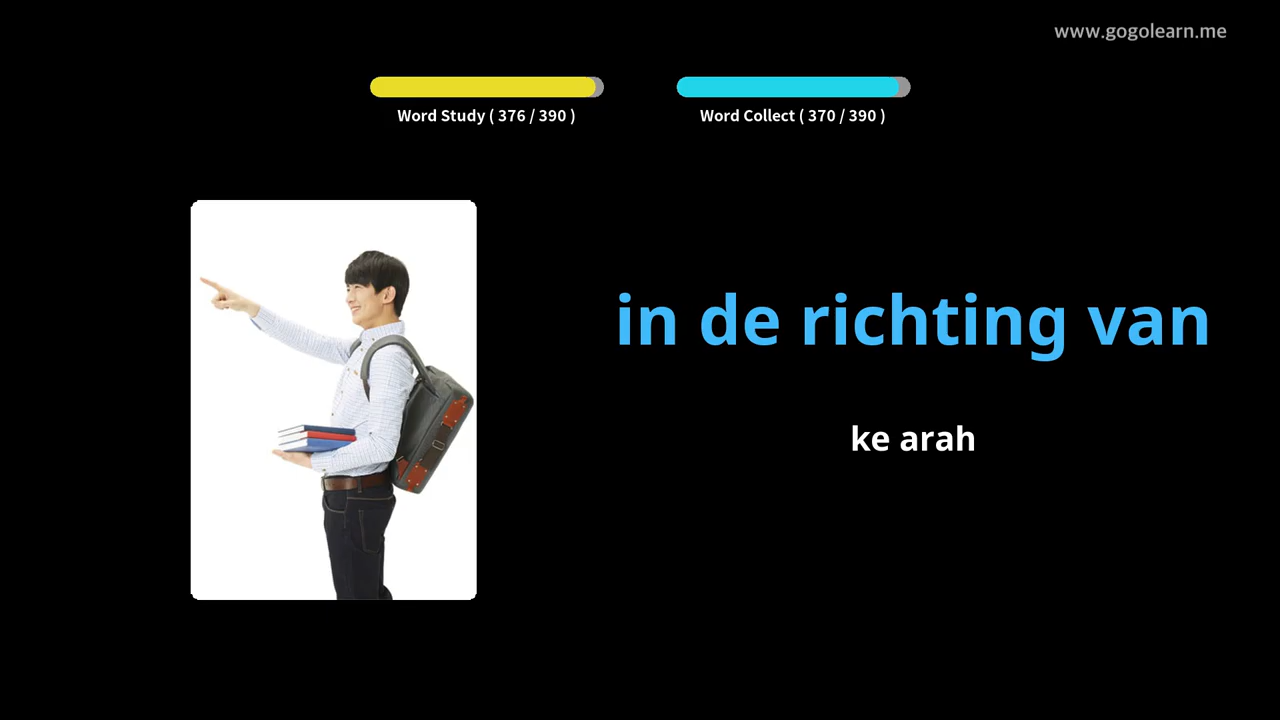 www.gogolearn.me
Word Study ( 376 / 390 )
Word Collect ( 370 / 390 )
in de richting van
ke arah